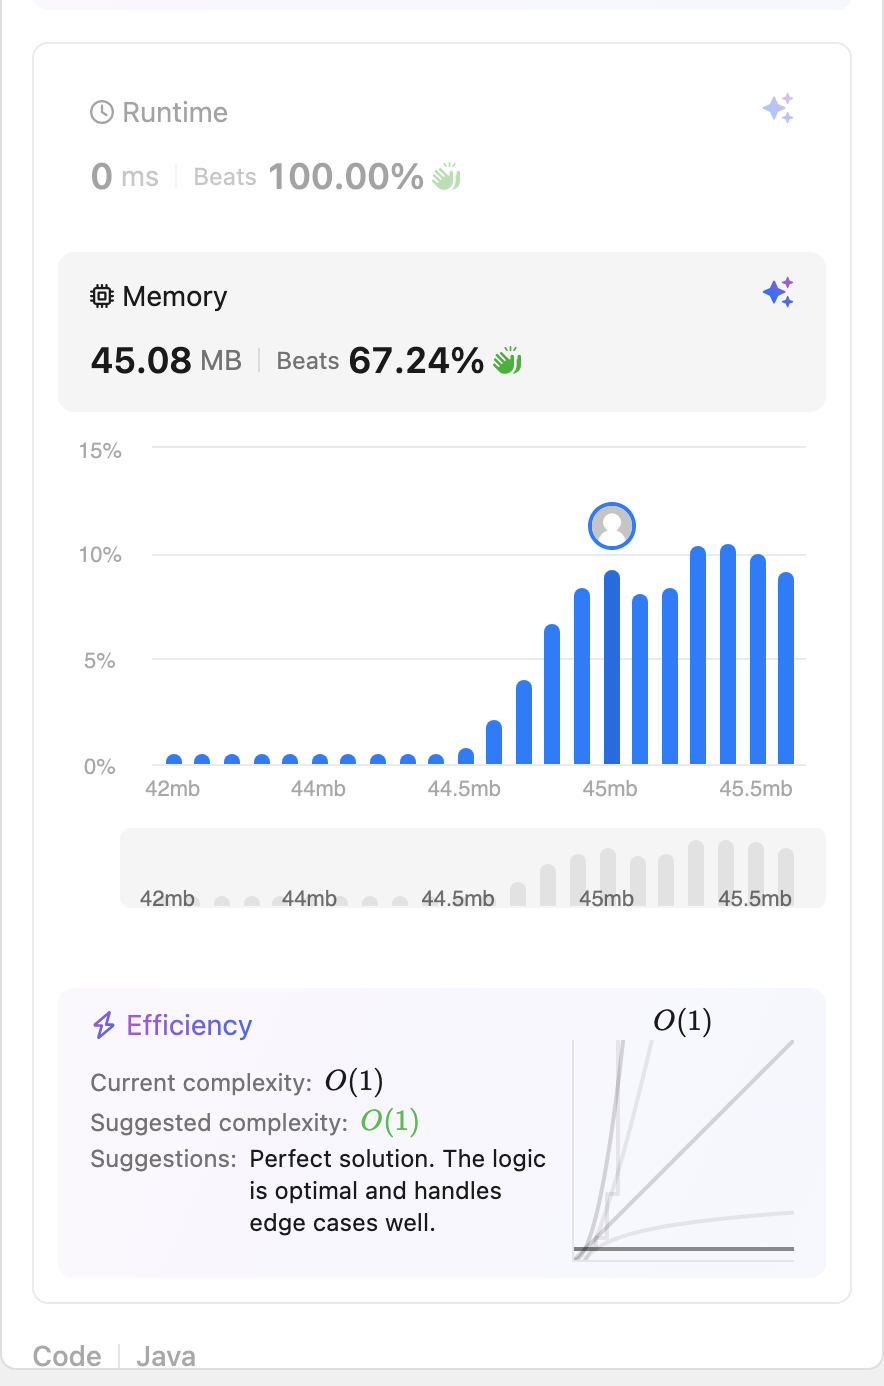 Runtime
0 ms | Beats 100.00%
Memory
45.08 MB | Beats 67.24%
15%
10%
5%
0%
42mb 44mb 44.5mb 45mb 45.5mb
42mb 44mb 44.5mb 45mb 45.5mb
Efficiency
O(1)
Current complexity: O(1)
Suggested complexity: O(1)
Suggestions: Perfect solution. The logic
is optimal and handles
edge cases well.
Code | Java